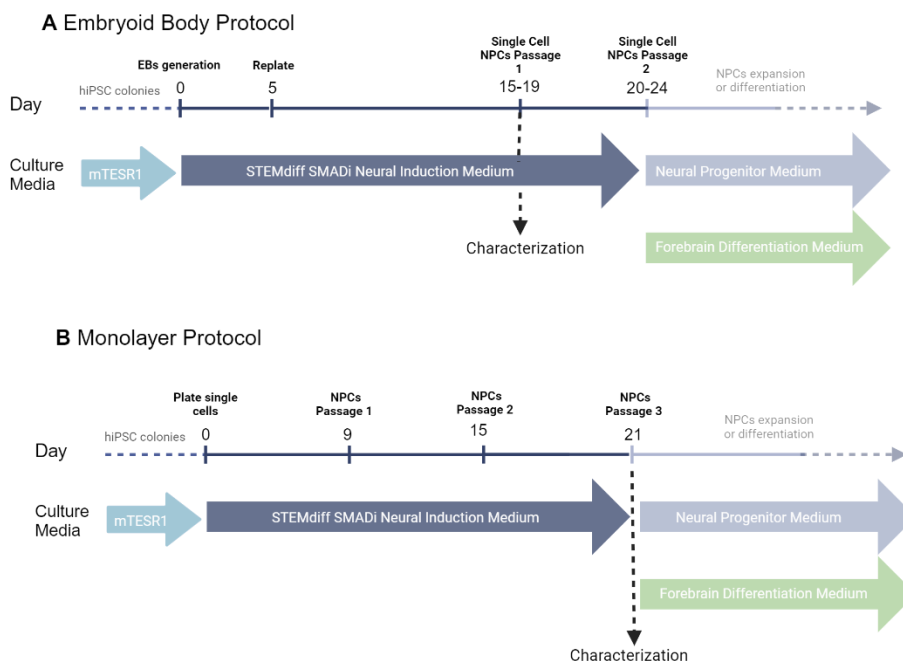 A Embryoid Body Protocol
EBs generation
Replate
Single Cell
NPCs Passage
1
Single Cell
NPCs Passage
2
NPCs expansion
or differentiation
hiPSC colonies
0
5
15-19
20-24
Day
Culture
Media
mTESR1
STEMdiff SMADi Neural Induction Medium
Neural Progenitor Medium
Characterization
Forebrain Differentiation Medium
B Monolayer Protocol
Plate single
cells
NPCs
Passage 1
NPCs
Passage 2
NPCs
Passage 3
NPCs expansion
or differentiation
hiPSC colonies
0
9
15
21
Day
Culture
Media
mTESR1
STEMdiff SMADi Neural Induction Medium
Neural Progenitor Medium
Forebrain Differentiation Medium
Characterization